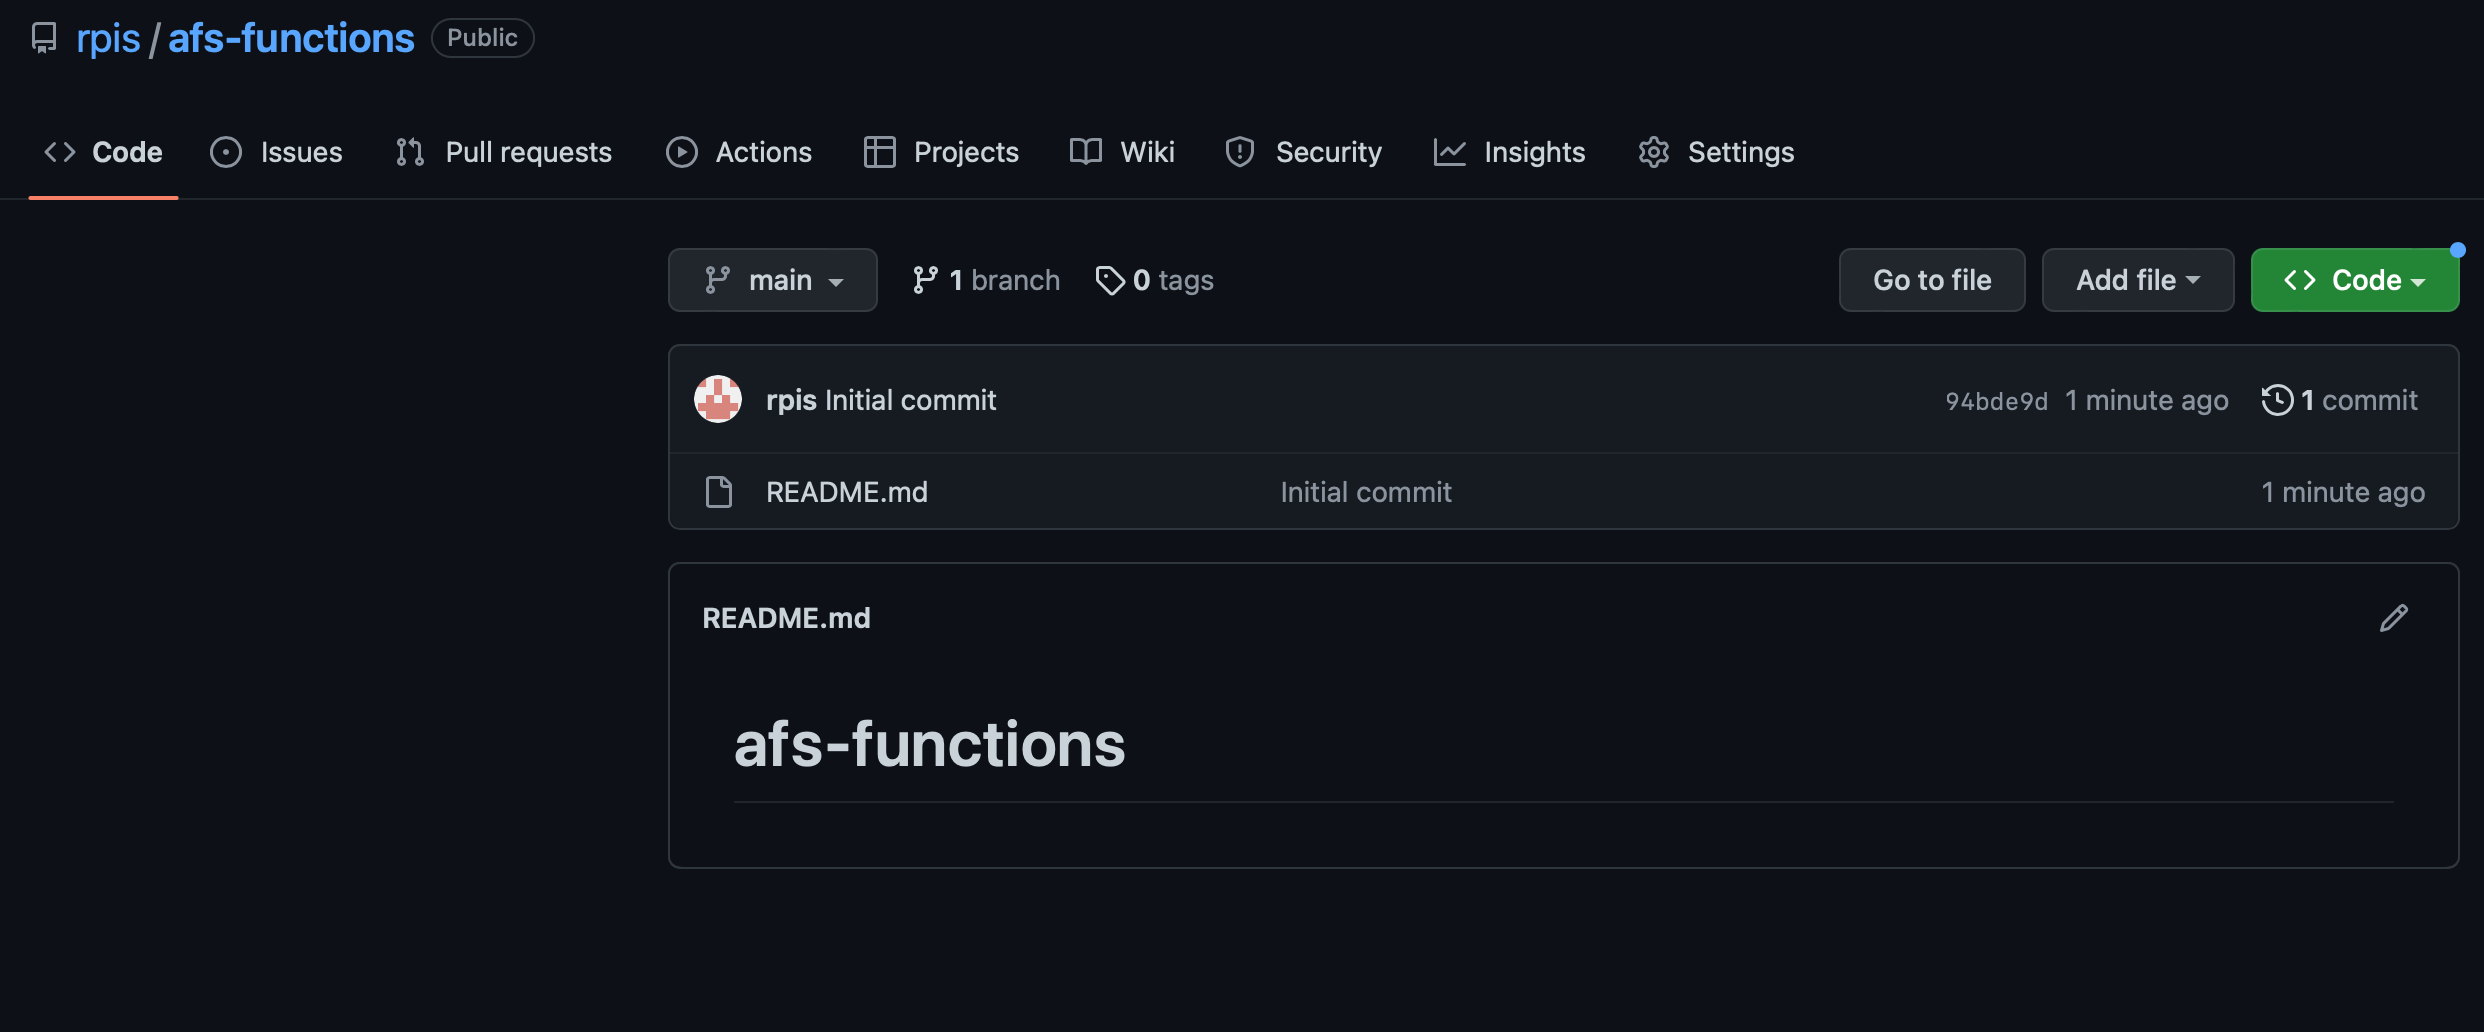 rpis / afs-functions Public
Code Issues Pull requests Actions Projects Wiki Security Insights Settings
main 1 branch 0 tags Go to file Add file Code
rpis Initial commit 94bde9d 1 minute ago 1 commit
README.md Initial commit 1 minute ago
README.md
afs-functions